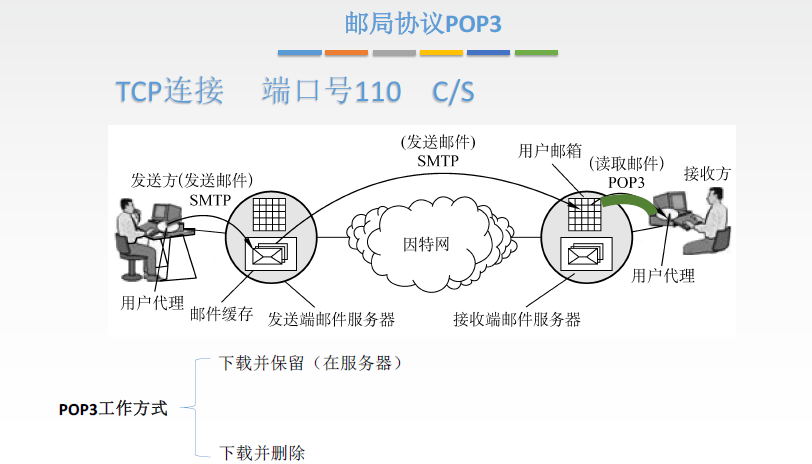 邮局协议POP3
TCP连接 端口号110 C/S
(发送邮件)
SMTP
用户邮箱
(读取邮件)
POP3
接收方
发送方(发送邮件)
SMTP
因特网
用户代理
邮件缓存
发送端邮件服务器
接收端邮件服务器
用户代理
下载并保留（在服务器）
POP3工作方式
下载并删除